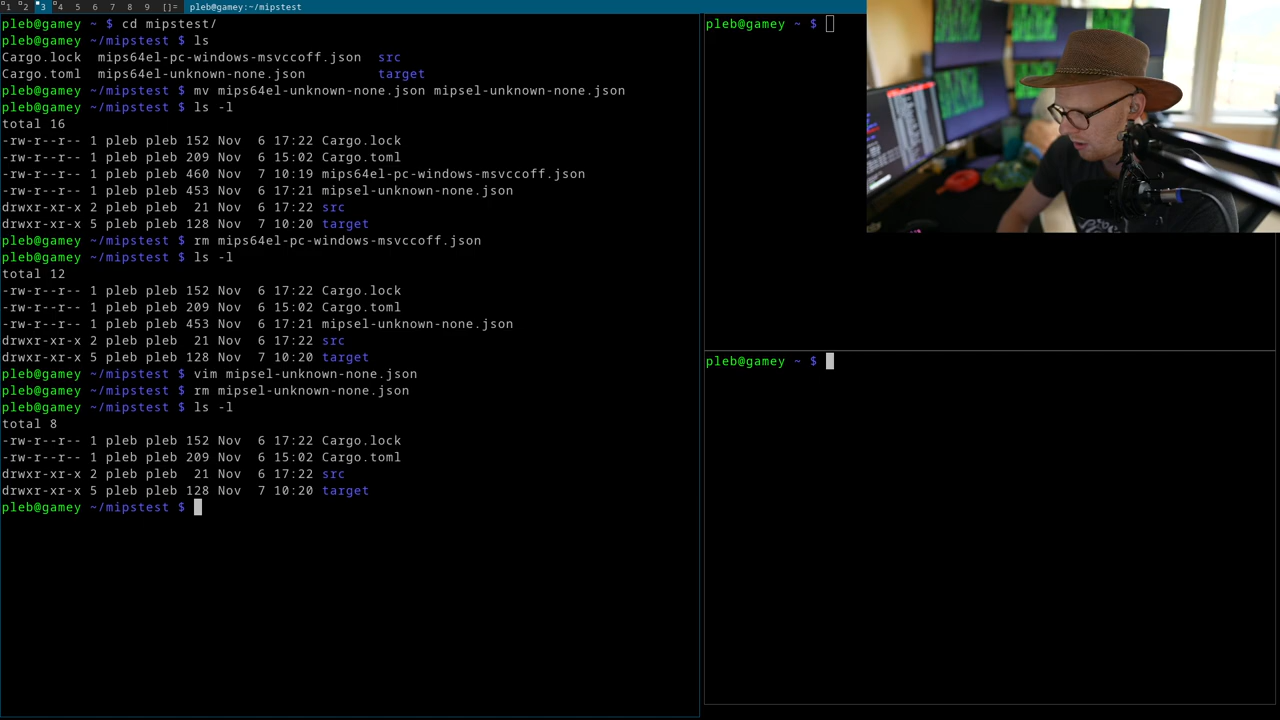 1 2 3 4 5 6 7 8 9 []= pleb@gamey:~/mipstest
pleb@gamey ~ $ cd mipstest/
pleb@gamey ~/mipstest $ ls
Cargo.lock  mips64el-pc-windows-msvccoff.json  src
Cargo.toml  mips64el-unknown-none.json         target
pleb@gamey ~/mipstest $ mv mips64el-unknown-none.json mipsel-unknown-none.json
pleb@gamey ~/mipstest $ ls -l
total 16
-rw-r--r-- 1 pleb pleb 152 Nov  6 17:22 Cargo.lock
-rw-r--r-- 1 pleb pleb 209 Nov  6 15:02 Cargo.toml
-rw-r--r-- 1 pleb pleb 460 Nov  7 10:19 mips64el-pc-windows-msvccoff.json
-rw-r--r-- 1 pleb pleb 453 Nov  6 17:21 mipsel-unknown-none.json
drwxr-xr-x 2 pleb pleb  21 Nov  6 17:22 src
drwxr-xr-x 5 pleb pleb 128 Nov  7 10:20 target
pleb@gamey ~/mipstest $ rm mips64el-pc-windows-msvccoff.json
pleb@gamey ~/mipstest $ ls -l
total 12
-rw-r--r-- 1 pleb pleb 152 Nov  6 17:22 Cargo.lock
-rw-r--r-- 1 pleb pleb 209 Nov  6 15:02 Cargo.toml
-rw-r--r-- 1 pleb pleb 453 Nov  6 17:21 mipsel-unknown-none.json
drwxr-xr-x 2 pleb pleb  21 Nov  6 17:22 src
drwxr-xr-x 5 pleb pleb 128 Nov  7 10:20 target
pleb@gamey ~/mipstest $ vim mipsel-unknown-none.json
pleb@gamey ~/mipstest $ rm mipsel-unknown-none.json
pleb@gamey ~/mipstest $ ls -l
total 8
-rw-r--r-- 1 pleb pleb 152 Nov  6 17:22 Cargo.lock
-rw-r--r-- 1 pleb pleb 209 Nov  6 15:02 Cargo.toml
drwxr-xr-x 2 pleb pleb  21 Nov  6 17:22 src
drwxr-xr-x 5 pleb pleb 128 Nov  7 10:20 target
pleb@gamey ~/mipstest $
pleb@gamey ~ $
pleb@gamey ~ $